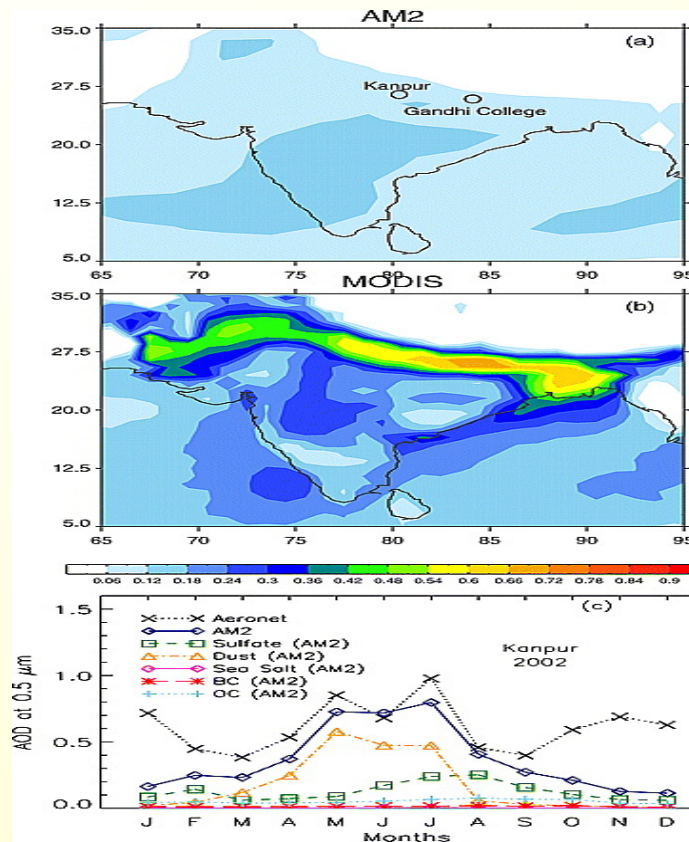 AM2
35.0
(a)
27.5
Kanpur
Gandhi College
20.0
12.5
5.0
65 70 75 80 85 90 95
MODIS
35.0
(b)
27.5
20.0
12.5
5.0
65 70 75 80 85 90 95
0.06 0.12 0.18 0.24 0.3 0.36 0.42 0.48 0.54 0.6 0.66 0.72 0.78 0.84 0.9
1.5
(c)
Aeronet
AM2
Sulfate (AM2)
Dust (AM2)
Sea Salt (AM2)
BC (AM2)
OC (AM2)
Kanpur
2002
1.0
0.5
0.0
AOD at 0.5 μm
J F M A M J J A S O N D
Months